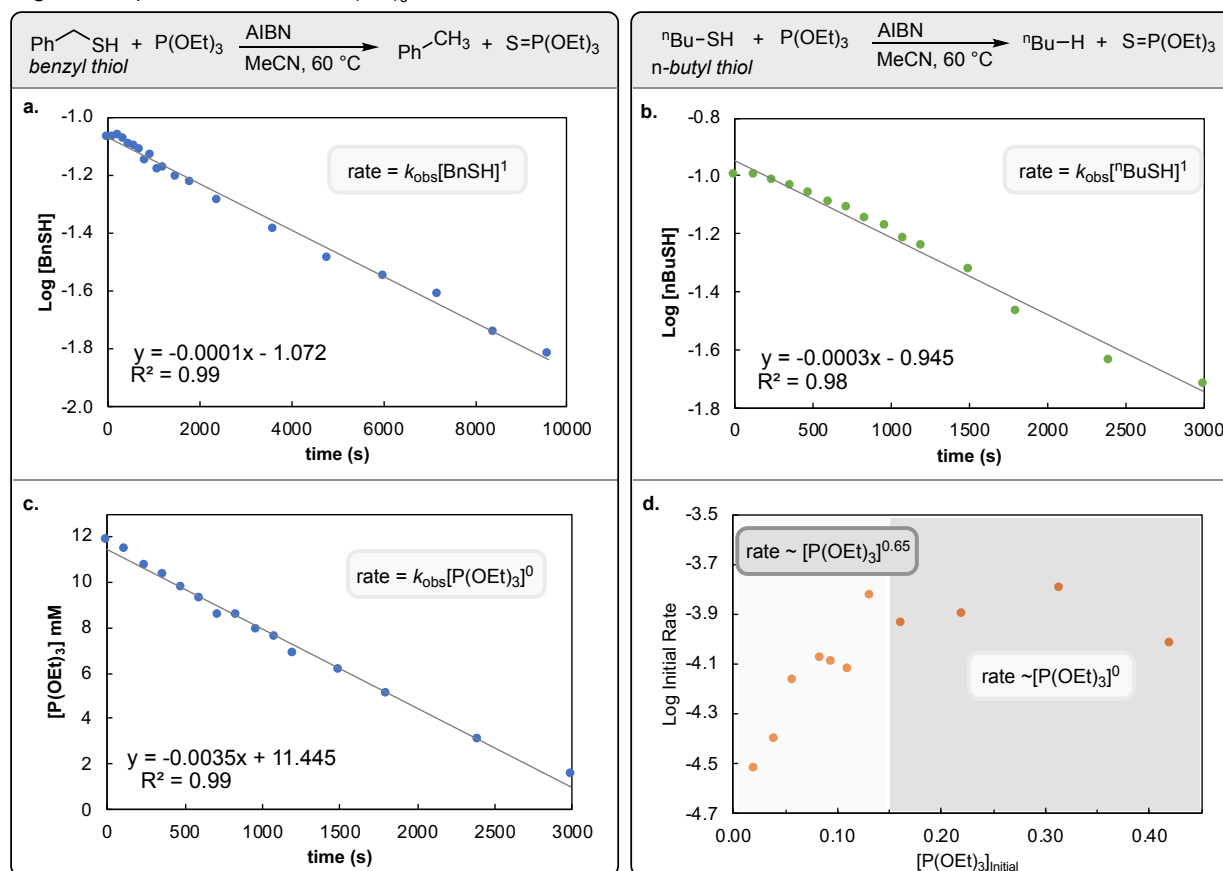 Ph SH + P(OEt)₃ AIBN MeCN, 60 °C Ph CH₃ + S=P(OEt)₃
benzyl thiol
ⁿBu–SH + P(OEt)₃ AIBN MeCN, 60 °C ⁿBu–H + S=P(OEt)₃
n-butyl thiol
a.
-1.0
-1.2
-1.4
-1.6
-1.8
-2.0
Log [BnSH]
rate = k_obs[BnSH]¹
y = -0.0001x - 1.072
R² = 0.99
0 2000 4000 6000 8000 10000
time (s)
b.
-0.8
-1.0
-1.2
-1.4
-1.6
-1.8
Log [nBuSH]
rate = k_obs[ⁿBuSH]¹
y = -0.0003x - 0.945
R² = 0.98
0 500 1000 1500 2000 2500 3000
time (s)
c.
12
10
8
6
4
2
0
[P(OEt)₃] mM
rate = k_obs[P(OEt)₃]⁰
y = -0.0035x + 11.445
R² = 0.99
0 500 1000 1500 2000 2500 3000
time (s)
d.
-3.5
-3.9
-4.1
-4.3
-4.5
-4.7
Log Initial Rate
rate ~ [P(OEt)₃]^0.65
rate ~[P(OEt)₃]⁰
0.00 0.10 0.20 0.30 0.40
[P(OEt)₃]Initial